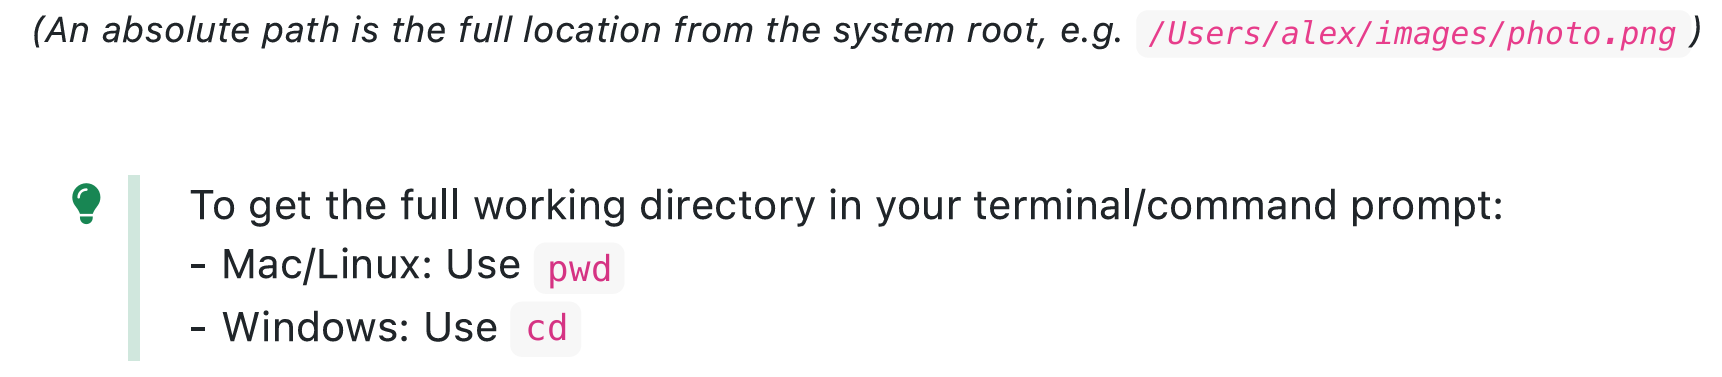 (An absolute path is the full location from the system root, e.g. /Users/alex/images/photo.png)
To get the full working directory in your terminal/command prompt:
- Mac/Linux: Use pwd
- Windows: Use cd